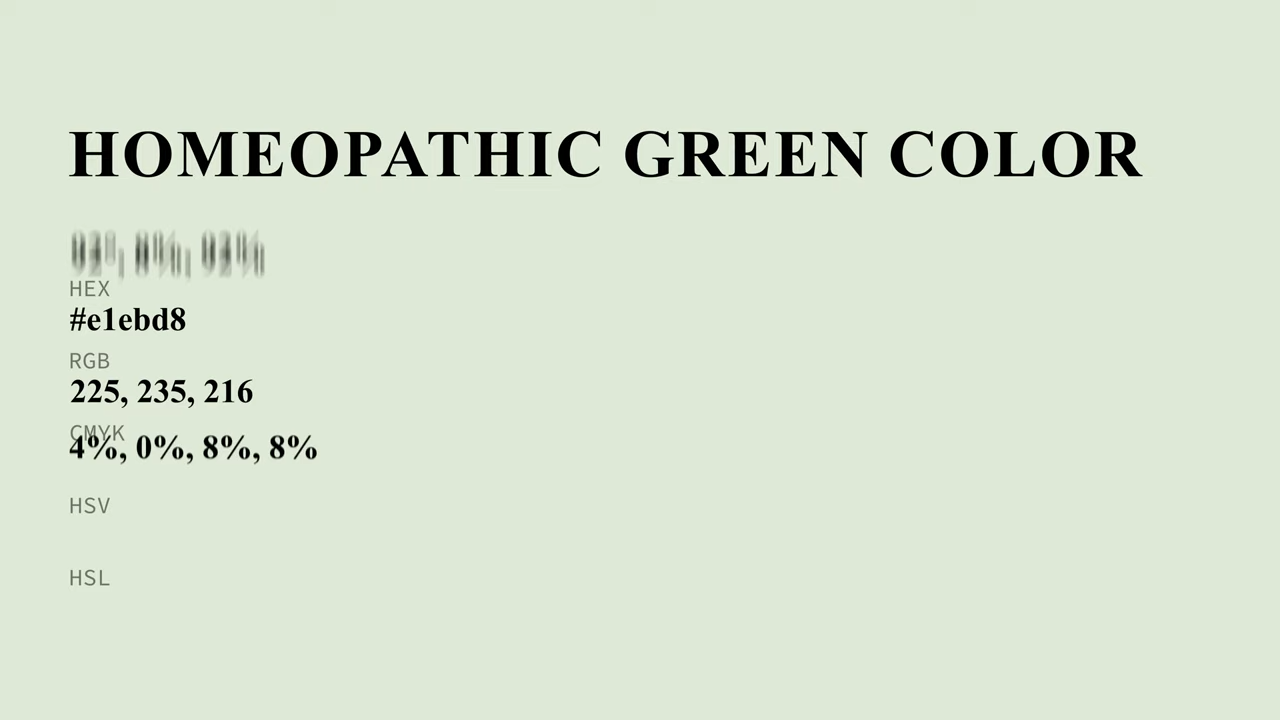 HOMEOPATHIC GREEN COLOR
HEX
#e1ebd8
RGB
225, 235, 216
CMYK
4%, 0%, 8%, 8%
HSV
HSL